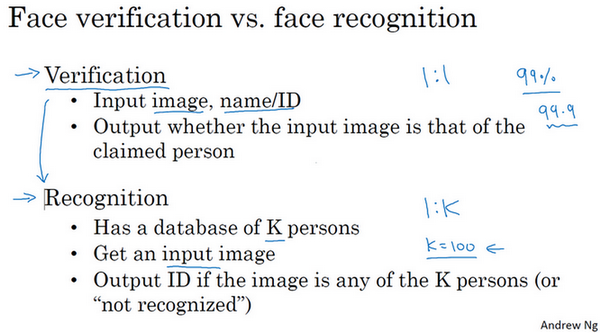 Face verification vs. face recognition
→ Verification 1:1 99%
• Input image, name/ID 99.9
• Output whether the input image is that of the
claimed person
→ Recognition 1:K
• Has a database of K persons
• Get an input image K=100 ←
• Output ID if the image is any of the K persons (or
“not recognized”)
Andrew Ng